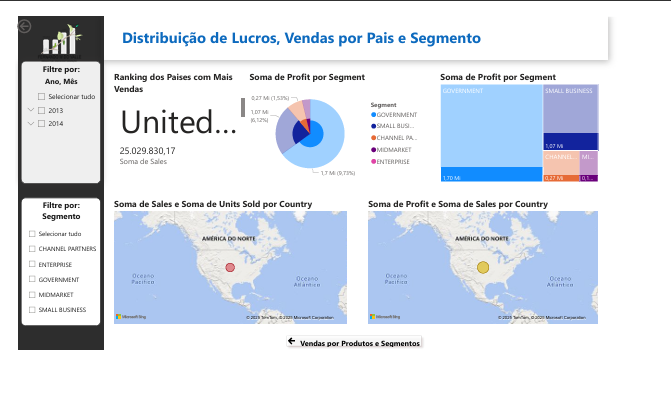 Distribuição de Lucros, Vendas por Pais e Segmento
Filtre por:
Ano, Mês
Selecionar tudo
2013
2014
Filtre por:
Segmento
Selecionar tudo
CHANNEL PARTNERS
ENTERPRISE
GOVERNMENT
MIDMARKET
SMALL BUSINESS
Ranking dos Paises com Mais
Vendas
United...
25.029.830,17
Soma de Sales
Soma de Profit por Segment
0,27 Mi (1,53%)
1,07 Mi
(6,12%)
1,7 Mi (9,73%)
Segment
GOVERNMENT
SMALL BUSI...
CHANNEL PA...
MIDMARKET
ENTERPRISE
Soma de Profit por Segment
GOVERNMENT
1,70 Mi
SMALL BUSINESS
1,07 Mi
CHANNEL...
0,27 Mi
MI...
0,1...
Soma de Sales e Soma de Units Sold por Country
AMÉRICA DO NORTE
Oceano
Pacífico
Oceano
Atlântico
Microsoft Bing
© 2025 TomTom, © 2025 Microsoft Corporation
Soma de Profit e Soma de Sales por Country
AMÉRICA DO NORTE
Oceano
Pacífico
Oceano
Atlântico
Microsoft Bing
© 2025 TomTom, © 2025 Microsoft Corporation
Vendas por Produtos e Segmentos